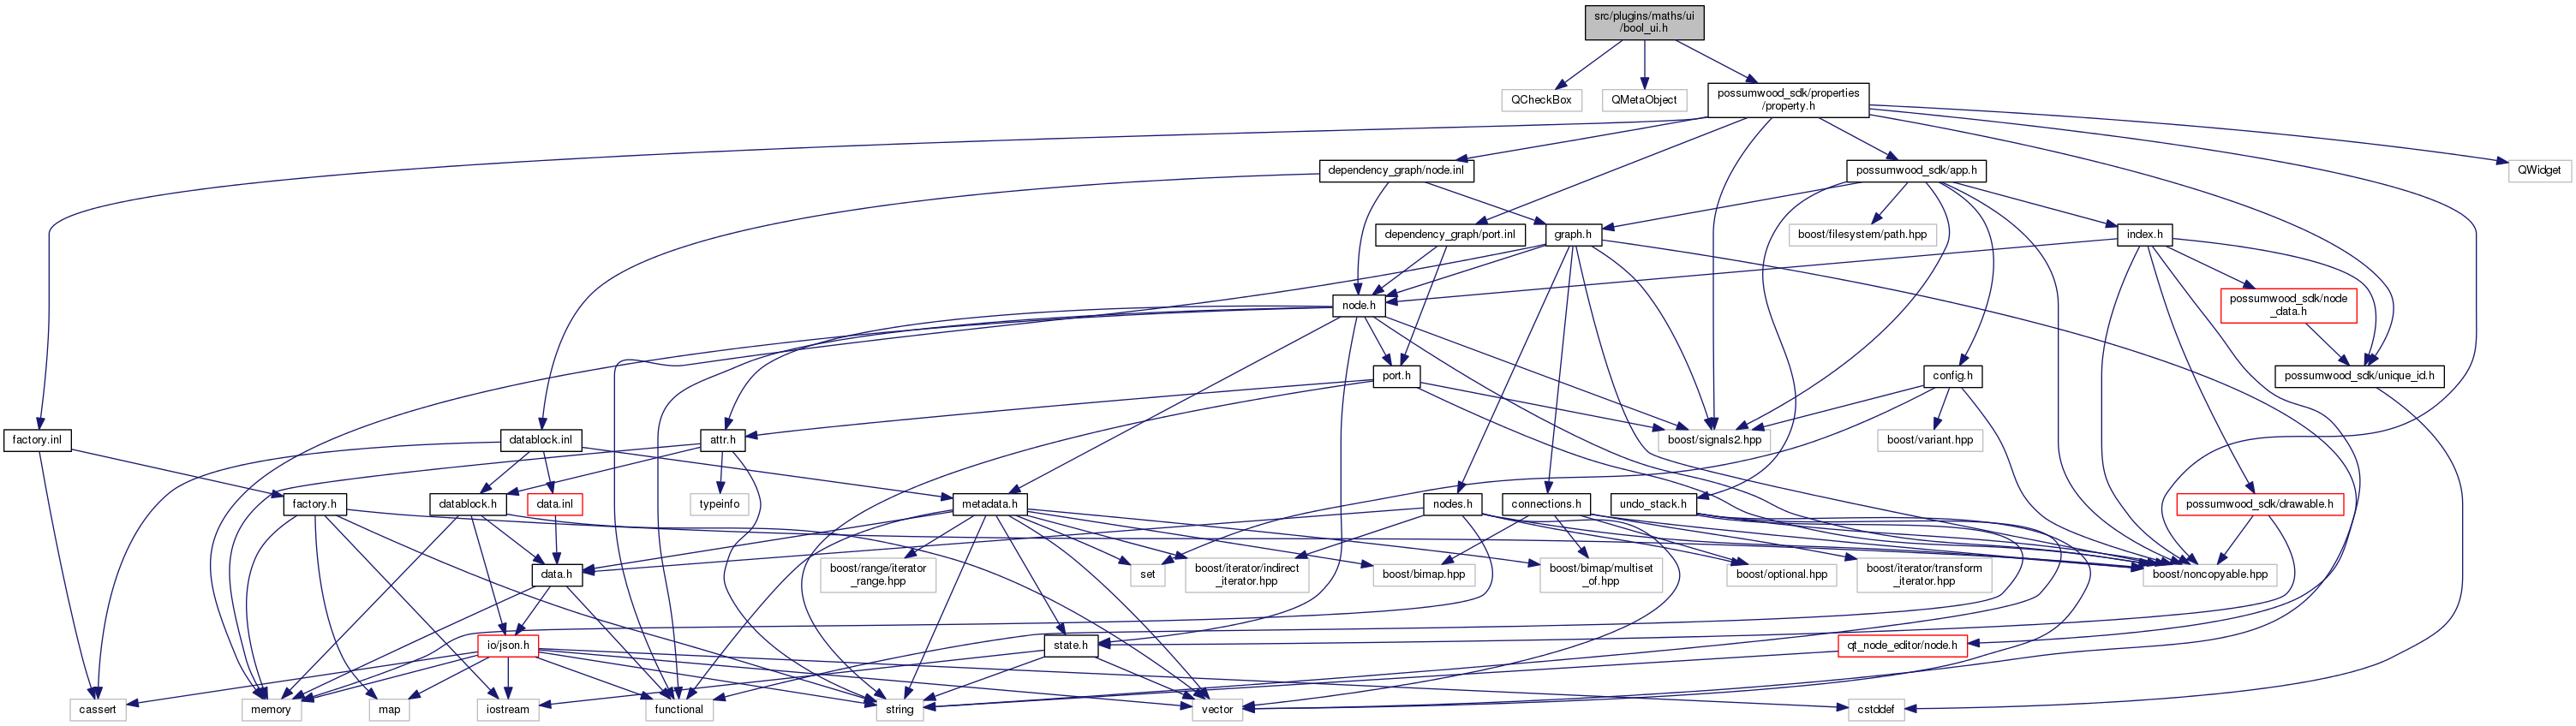 src/plugins/maths/ui
/bool_ui.h
QCheckBox
QMetaObject
possumwood_sdk/properties
/property.h
dependency_graph/node.inl
possumwood_sdk/app.h
QWidget
dependency_graph/port.inl
graph.h
boost/filesystem/path.hpp
index.h
node.h
possumwood_sdk/node
_data.h
port.h
config.h
possumwood_sdk/unique_id.h
factory.inl
datablock.inl
attr.h
boost/signals2.hpp
boost/variant.hpp
factory.h
datablock.h
data.inl
typeinfo
metadata.h
nodes.h
connections.h
undo_stack.h
possumwood_sdk/drawable.h
data.h
boost/range/iterator
_range.hpp
set
boost/iterator/indirect
_iterator.hpp
boost/bimap.hpp
boost/bimap/multiset
_of.hpp
boost/optional.hpp
boost/iterator/transform
_iterator.hpp
boost/noncopyable.hpp
io/json.h
state.h
qt_node_editor/node.h
cassert
memory
map
iostream
functional
string
vector
cstddef